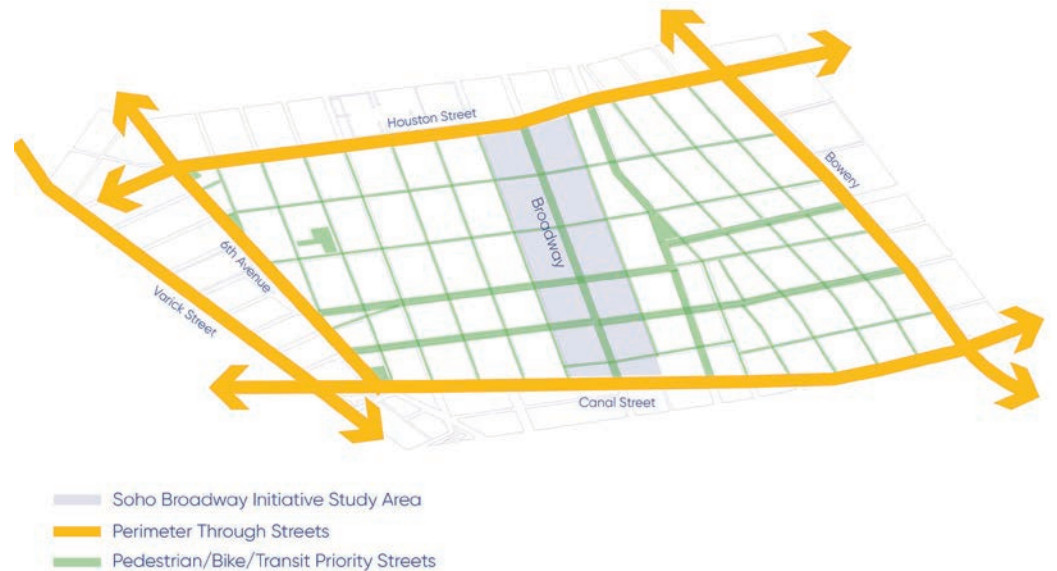 Houston Street
Bowery
Broadway
6th Avenue
Varick Street
Canal Street
Soho Broadway Initiative Study Area
Perimeter Through Streets
Pedestrian/Bike/Transit Priority Streets